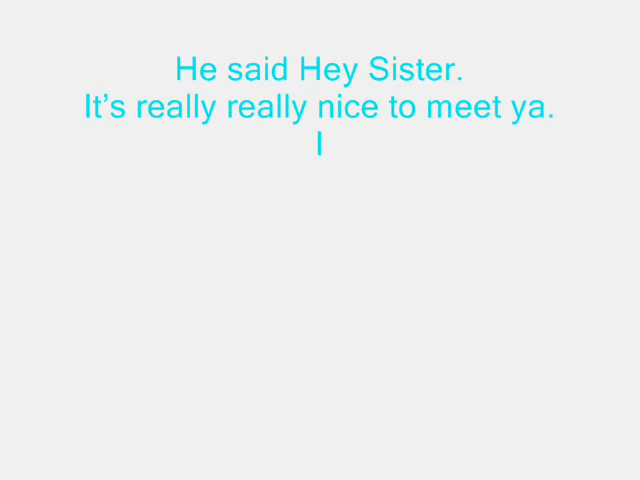 He said Hey Sister.
It’s really really nice to meet ya.
I